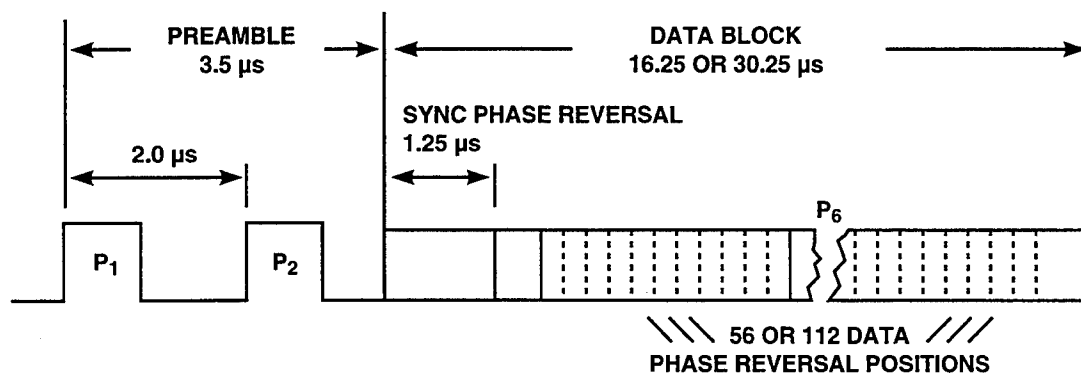 PREAMBLE
3.5 µs
DATA BLOCK
16.25 OR 30.25 µs
SYNC PHASE REVERSAL
1.25 µs
2.0 µs
P1
P2
P6
56 OR 112 DATA
PHASE REVERSAL POSITIONS